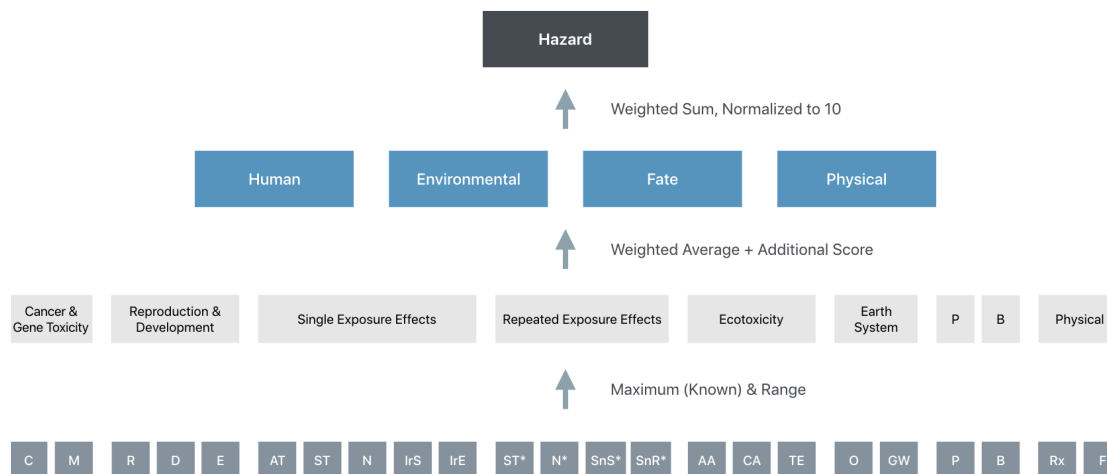 Hazard
Weighted Sum, Normalized to 10
Human
Environmental
Fate
Physical
Weighted Average + Additional Score
Cancer &
Gene Toxicity
Reproduction &
Development
Single Exposure Effects
Repeated Exposure Effects
Ecotoxicity
Earth
System
P
B
Physical
Maximum (Known) & Range
C
M
R
D
E
AT
ST
N
IrS
IrE
ST*
N*
SnS*
SnR*
AA
CA
TE
O
GW
P
B
Rx
F